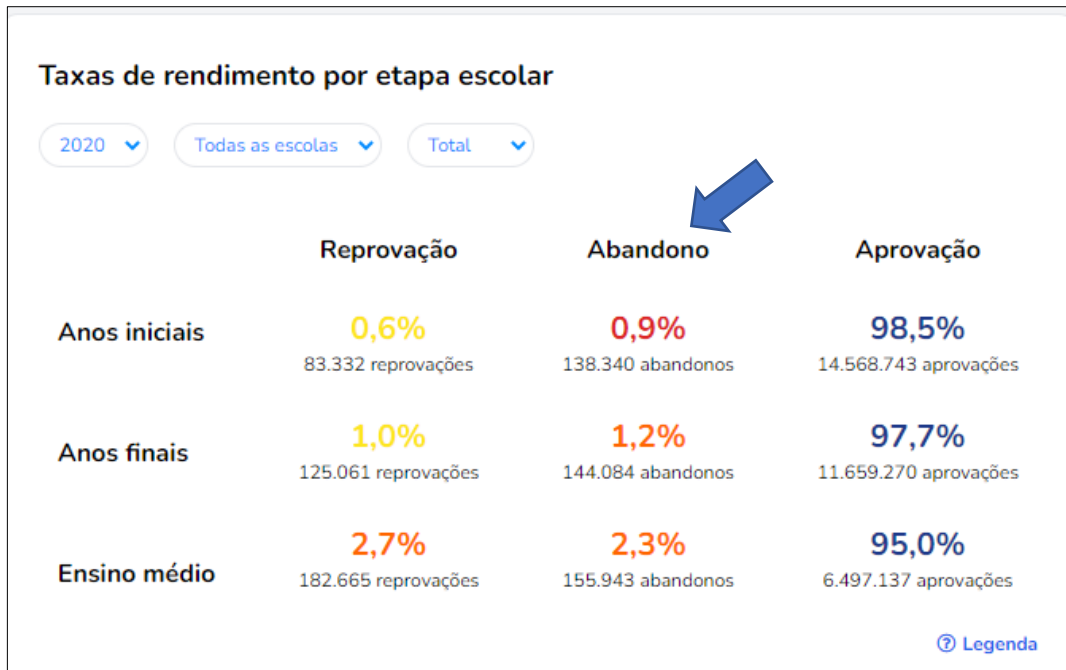 Taxas de rendimento por etapa escolar
2020 Todas as escolas Total
Reprovação Abandono Aprovação
Anos iniciais 0,6% 0,9% 98,5%
83.332 reprovações 138.340 abandonos 14.568.743 aprovações
Anos finais 1,0% 1,2% 97,7%
125.061 reprovações 144.084 abandonos 11.659.270 aprovações
Ensino médio 2,7% 2,3% 95,0%
182.665 reprovações 155.943 abandonos 6.497.137 aprovações
? Legenda